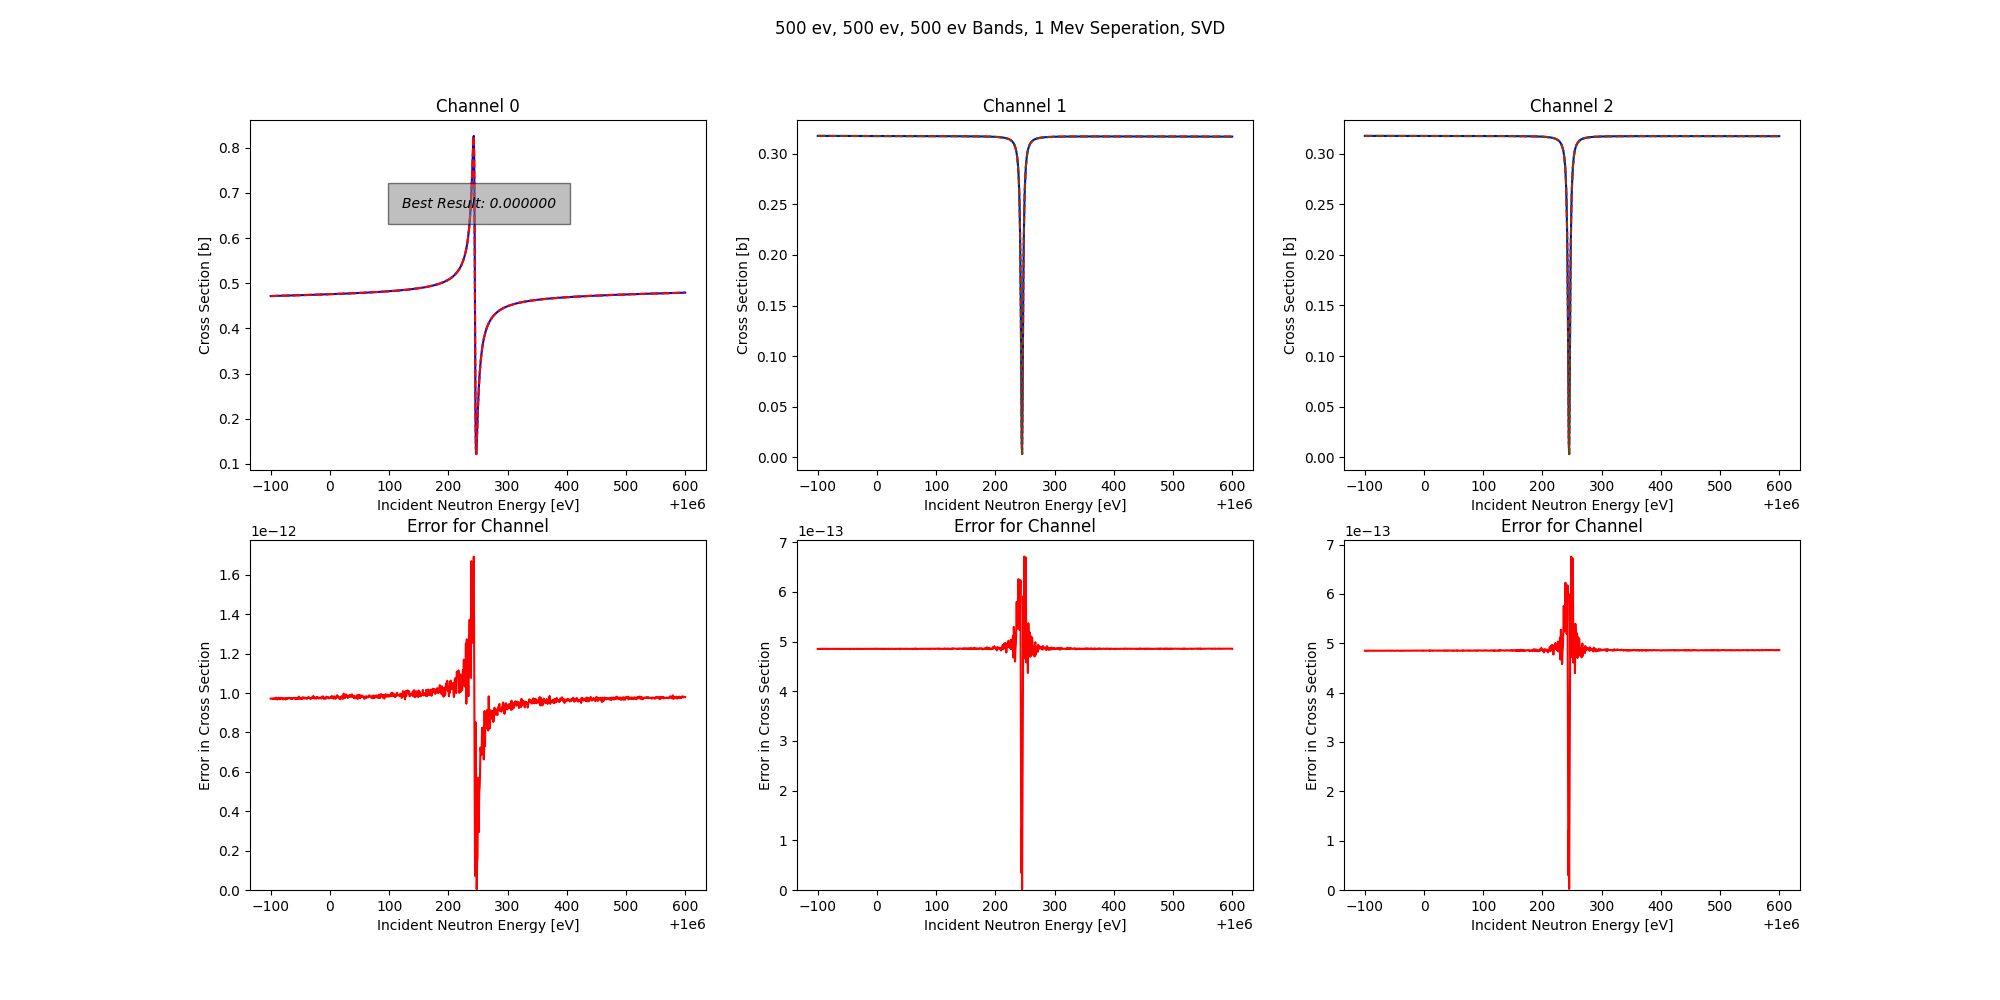 500 ev, 500 ev, 500 ev Bands, 1 Mev Seperation, SVD
Channel 0
Cross Section [b]
0.8
0.7
0.6
0.5
0.4
0.3
0.2
0.1
Best Result: 0.000000
−100 0 100 200 300 400 500 600
Incident Neutron Energy [eV]
+1e6
Channel 1
Cross Section [b]
0.30
0.25
0.20
0.15
0.10
0.05
0.00
−100 0 100 200 300 400 500 600
Incident Neutron Energy [eV]
+1e6
Channel 2
Cross Section [b]
0.30
0.25
0.20
0.15
0.10
0.05
0.00
−100 0 100 200 300 400 500 600
Incident Neutron Energy [eV]
+1e6
Error for Channel
1e−12
Error in Cross Section
1.6
1.4
1.2
1.0
0.8
0.6
0.4
0.2
0.0
−100 0 100 200 300 400 500 600
Incident Neutron Energy [eV]
+1e6
Error for Channel
1e−13
Error in Cross Section
7
6
5
4
3
2
1
0
−100 0 100 200 300 400 500 600
Incident Neutron Energy [eV]
+1e6
Error for Channel
1e−13
Error in Cross Section
7
6
5
4
3
2
1
0
−100 0 100 200 300 400 500 600
Incident Neutron Energy [eV]
+1e6